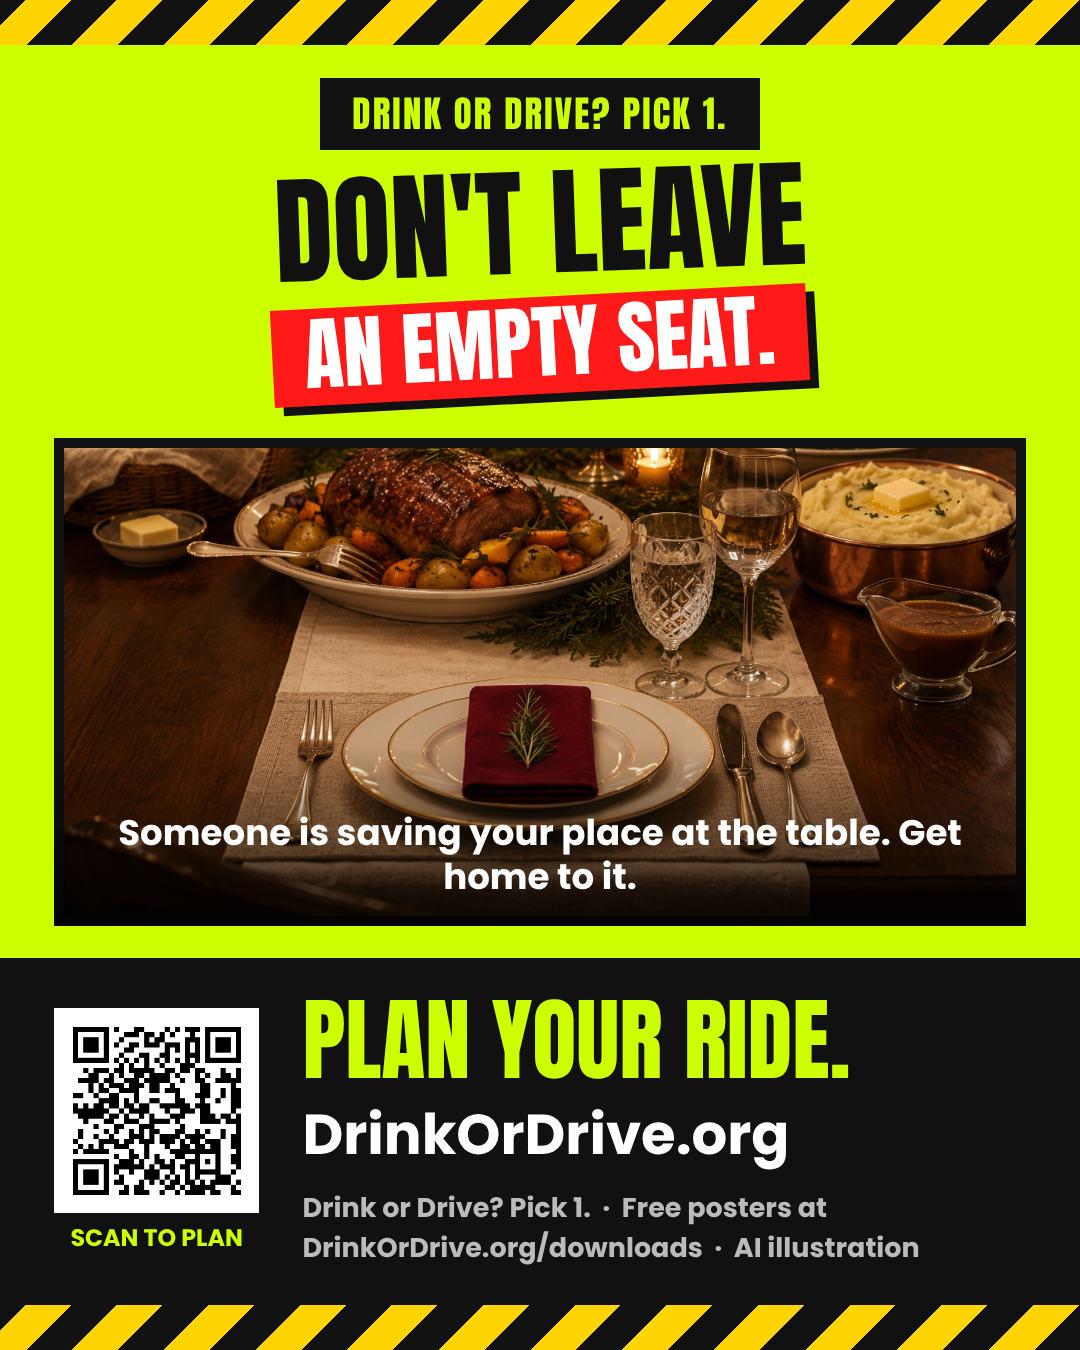 DRINK OR DRIVE? PICK 1.
DON'T LEAVE
AN EMPTY SEAT.
Someone is saving your place at the table. Get
home to it.
PLAN YOUR RIDE.
DrinkOrDrive.org
SCAN TO PLAN
Drink or Drive? Pick 1. · Free posters at
DrinkOrDrive.org/downloads · AI illustration